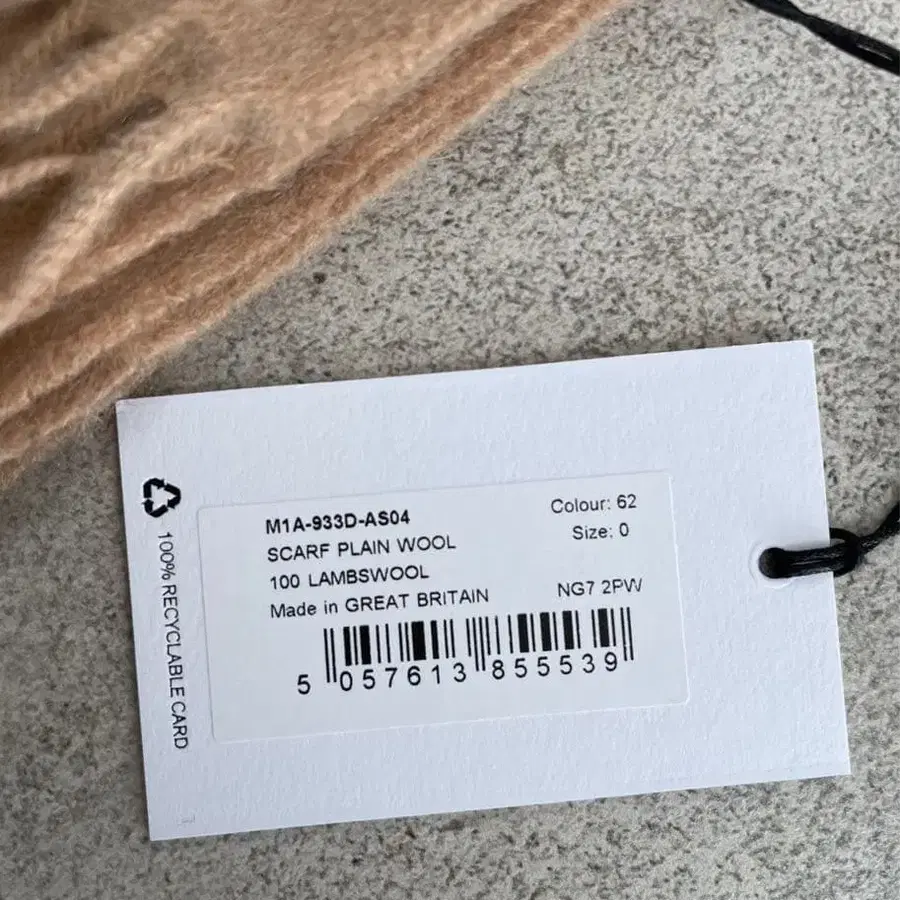 100% RECYCLABLE CARD
M1A-933D-AS04
SCARF PLAIN WOOL
100 LAMBSWOOL
Made in GREAT BRITAIN
Colour: 62
Size: 0
NG7 2PW
5 057613 855539